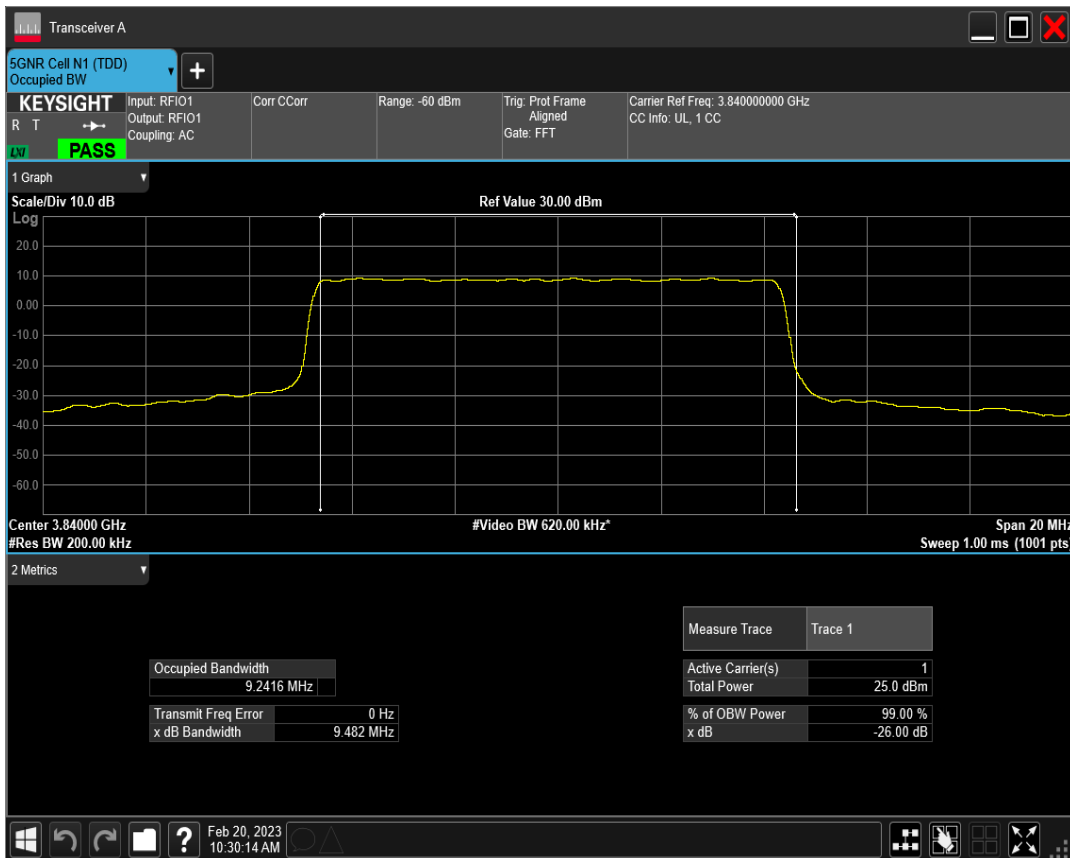 Transceiver A
5GNR Cell N1 (TDD)
Occupied BW
KEYSIGHT
R T
LXI
PASS
Input: RFIO1
Output: RFIO1
Coupling: AC
Corr CCorr
Range: -60 dBm
Trig: Prot Frame
Aligned
Gate: FFT
Carrier Ref Freq: 3.840000000 GHz
CC Info: UL, 1 CC
1 Graph
Scale/Div 10.0 dB
Ref Value 30.00 dBm
Log
20.0
10.0
0.00
-10.0
-20.0
-30.0
-40.0
-50.0
-60.0
Center 3.84000 GHz
#Video BW 620.00 kHz*
Span 20 MHz
#Res BW 200.00 kHz
Sweep 1.00 ms (1001 pts)
2 Metrics
Measure Trace Trace 1
Occupied Bandwidth
9.2416 MHz
Active Carrier(s) 1
Total Power 25.0 dBm
Transmit Freq Error 0 Hz
x dB Bandwidth 9.482 MHz
% of OBW Power 99.00 %
x dB -26.00 dB
?
Feb 20, 2023
10:30:14 AM